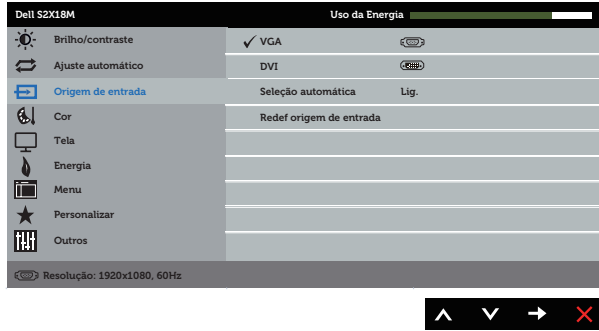 Dell S2X18M Uso da Energia
Brilho/contraste
Ajuste automático
Origem de entrada
Cor
Tela
Energia
Menu
Personalizar
Outros
VGA
DVI
Seleção automática Lig.
Redef origem de entrada
Resolução: 1920x1080, 60Hz